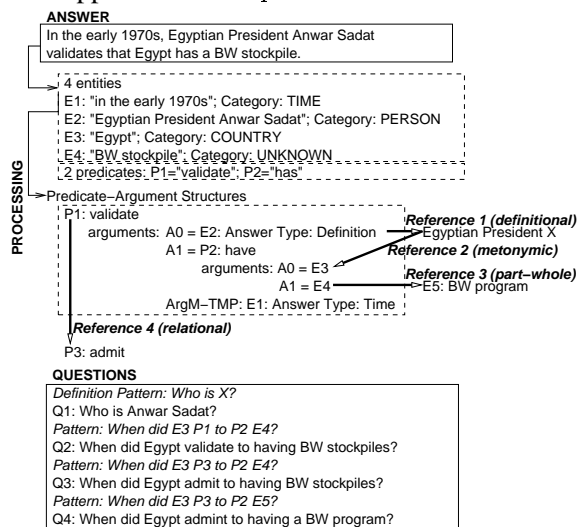 ANSWER
In the early 1970s, Egyptian President Anwar Sadat
validates that Egypt has a BW stockpile.
4 entities
E1: "in the early 1970s"; Category: TIME
E2: "Egyptian President Anwar Sadat"; Category: PERSON
E3: "Egypt"; Category: COUNTRY
E4: "BW stockpile"; Category: UNKNOWN
2 predicates: P1="validate"; P2="has"
PROCESSING
Predicate−Argument Structures
P1: validate
Reference 1 (definitional)
arguments: A0 = E2: Answer Type: Definition
Egyptian President X
A1 = P2: have
Reference 2 (metonymic)
arguments: A0 = E3
Reference 3 (part−whole)
A1 = E4
E5: BW program
ArgM−TMP: E1: Answer Type: Time
Reference 4 (relational)
P3: admit
QUESTIONS
Definition Pattern: Who is X?
Q1: Who is Anwar Sadat?
Pattern: When did E3 P1 to P2 E4?
Q2: When did Egypt validate to having BW stockpiles?
Pattern: When did E3 P3 to P2 E4?
Q3: When did Egypt admit to having BW stockpiles?
Pattern: When did E3 P3 to P2 E5?
Q4: When did Egypt admint to having a BW program?